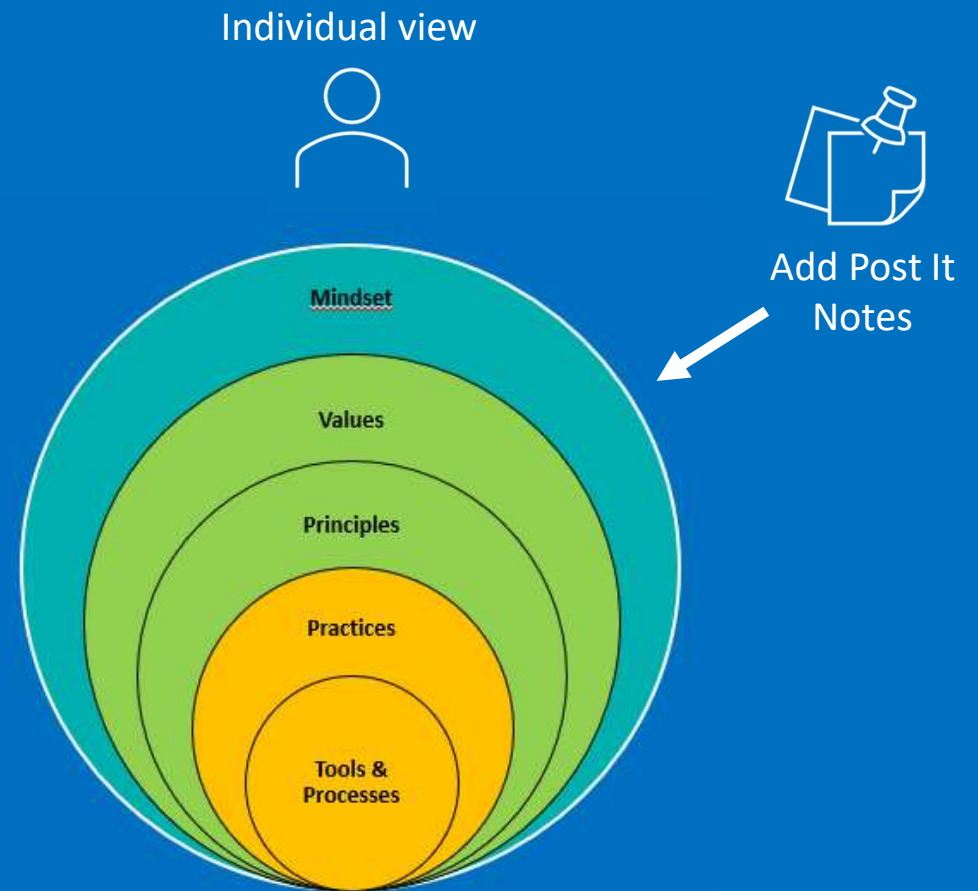 Individual view
Add Post It
Notes
Mindset
Values
Principles
Practices
Tools &
Processes